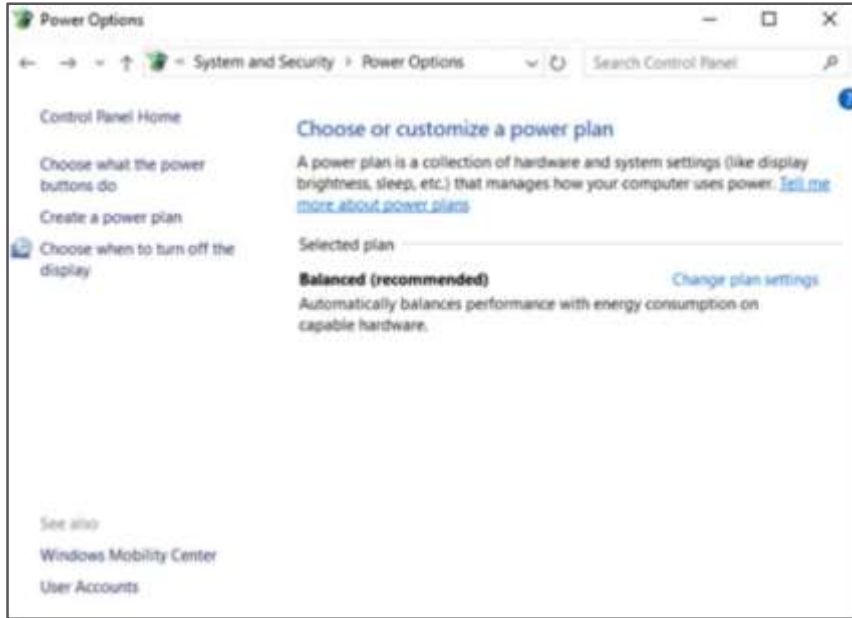 Power Options
System and Security
Power Options
Search Control Panel
Control Panel Home
Choose what the power
buttons do
Create a power plan
Choose when to turn off the
display
Choose or customize a power plan
A power plan is a collection of hardware and system settings (like display
brightness, sleep, etc.) that manages how your computer uses power. Tell me
more about power plans
Selected plan
Balanced (recommended) Change plan settings
Automatically balances performance with energy consumption on
capable hardware.
See also
Windows Mobility Center
User Accounts